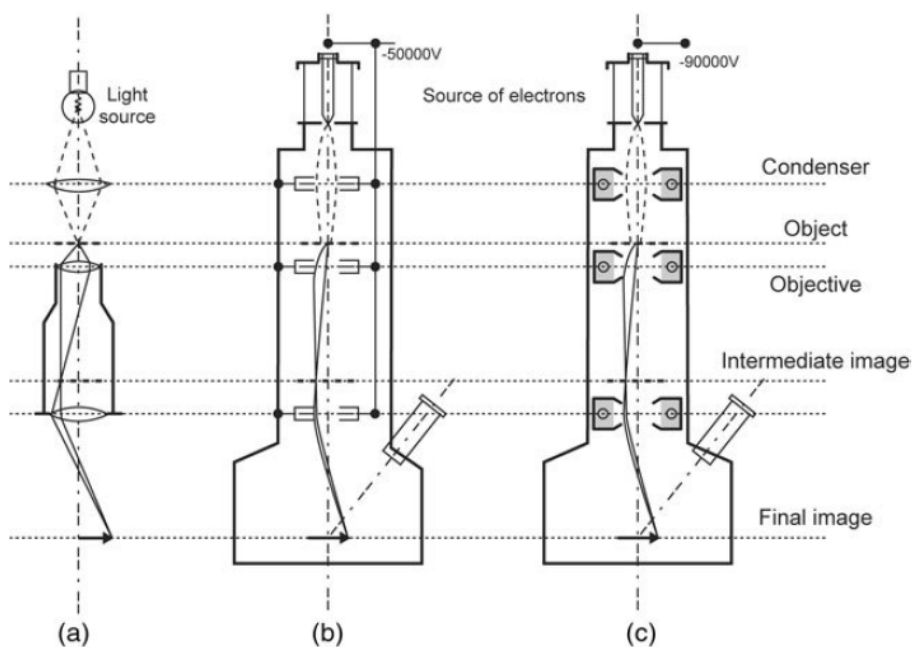 -50000V
-90000V
Light
source
Source of electrons
Condenser
Object
Objective
Intermediate image
Final image
(a)
(b)
(c)